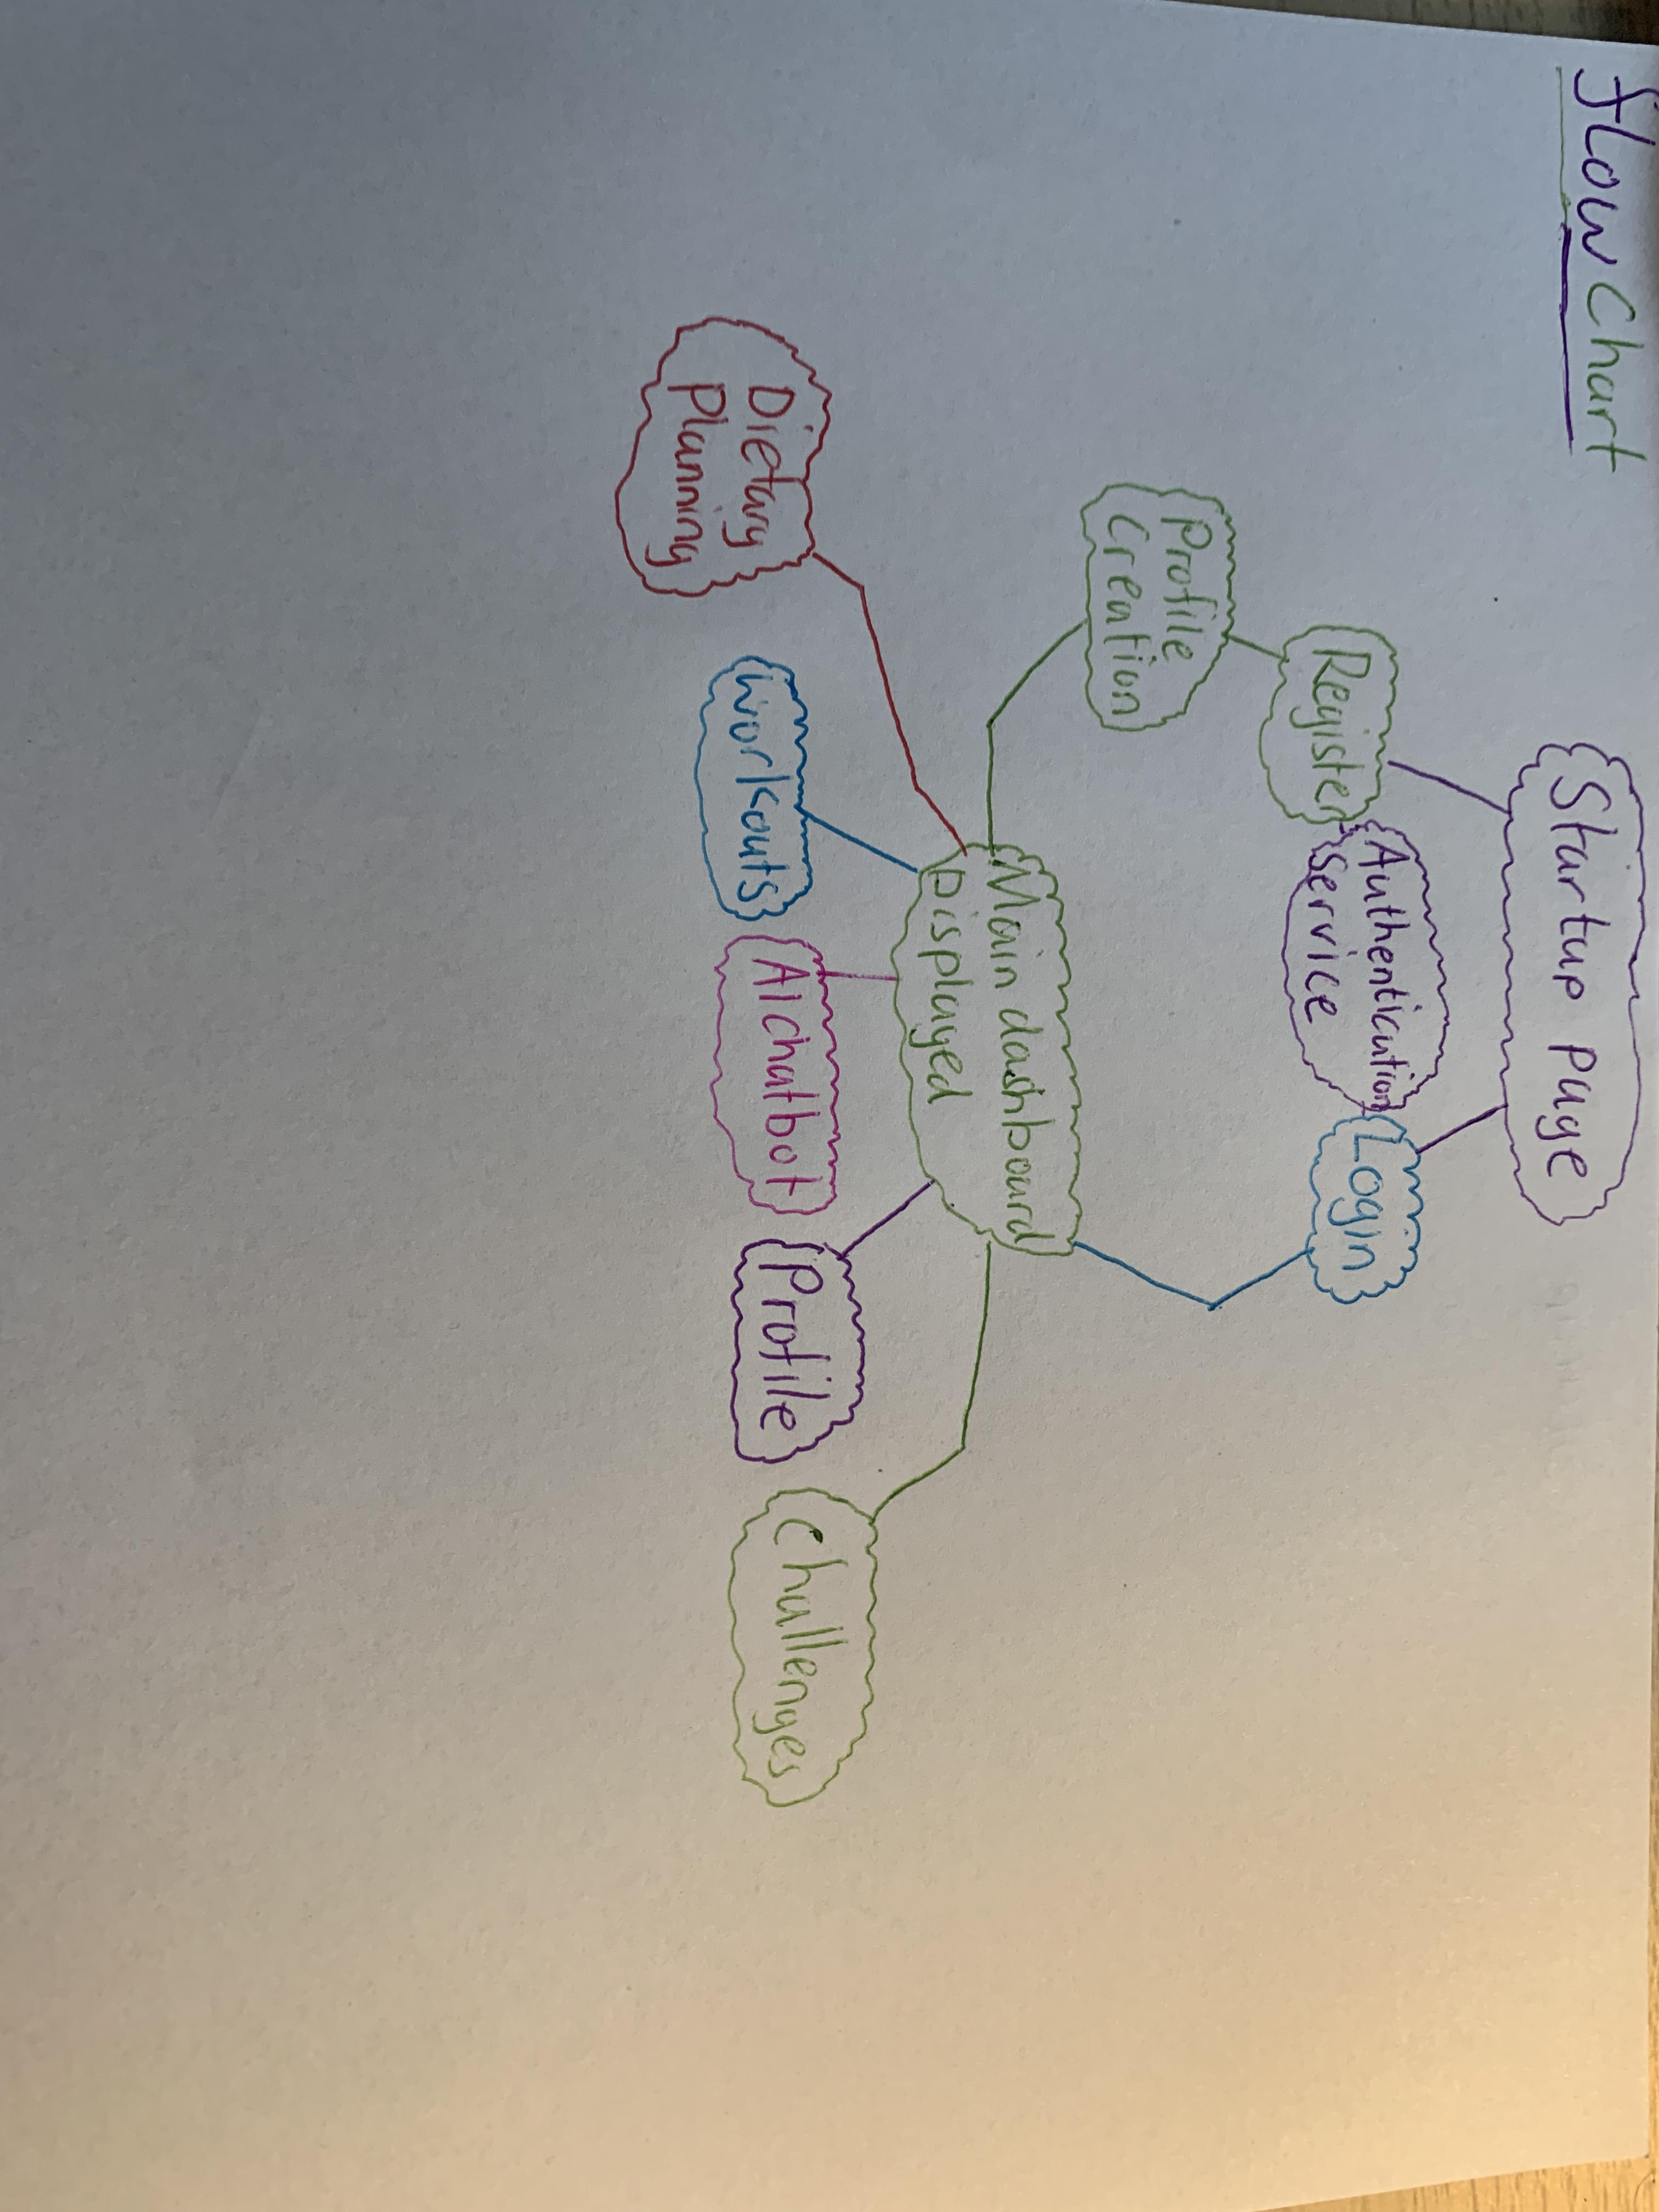 flow chart
Startup page
Register
Authentication
service
Login
Profile
Creation
Main dashboard
Displayed
Dietary
Planning
Workouts
AI chatbot
Profile
Challenges